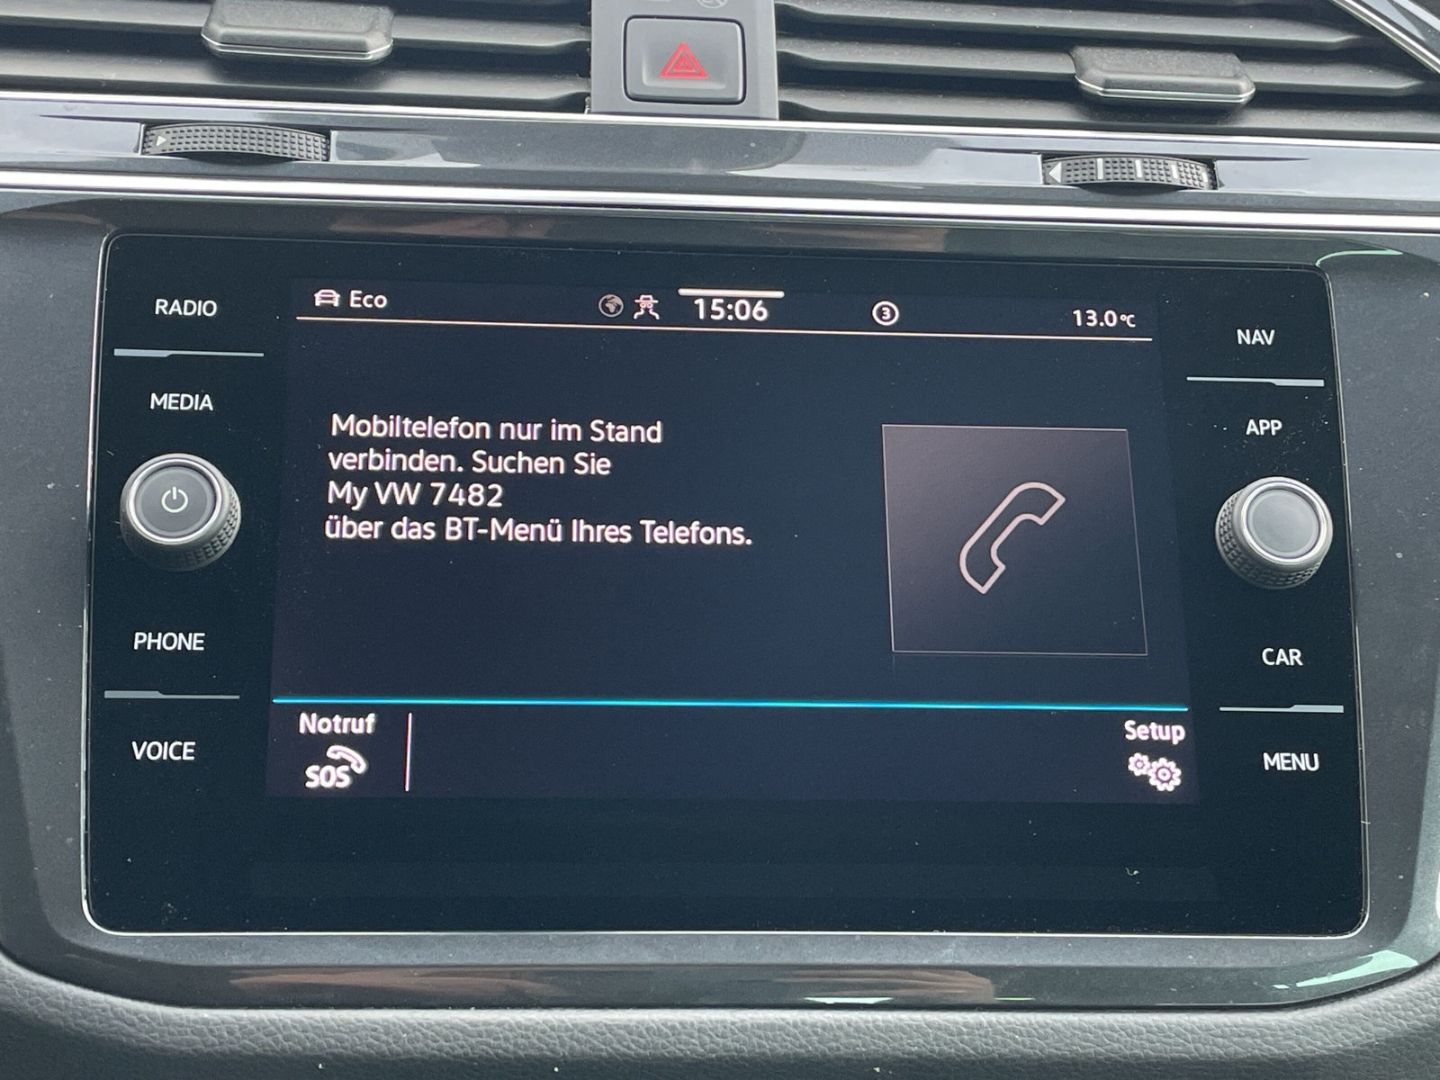 RADIO
MEDIA
PHONE
VOICE
Eco
15:06
3
13.0°C
Mobiltelefon nur im Stand
verbinden. Suchen Sie
My VW 7482
über das BT-Menü Ihres Telefons.
Notruf
SOS
Setup
NAV
APP
CAR
MENU